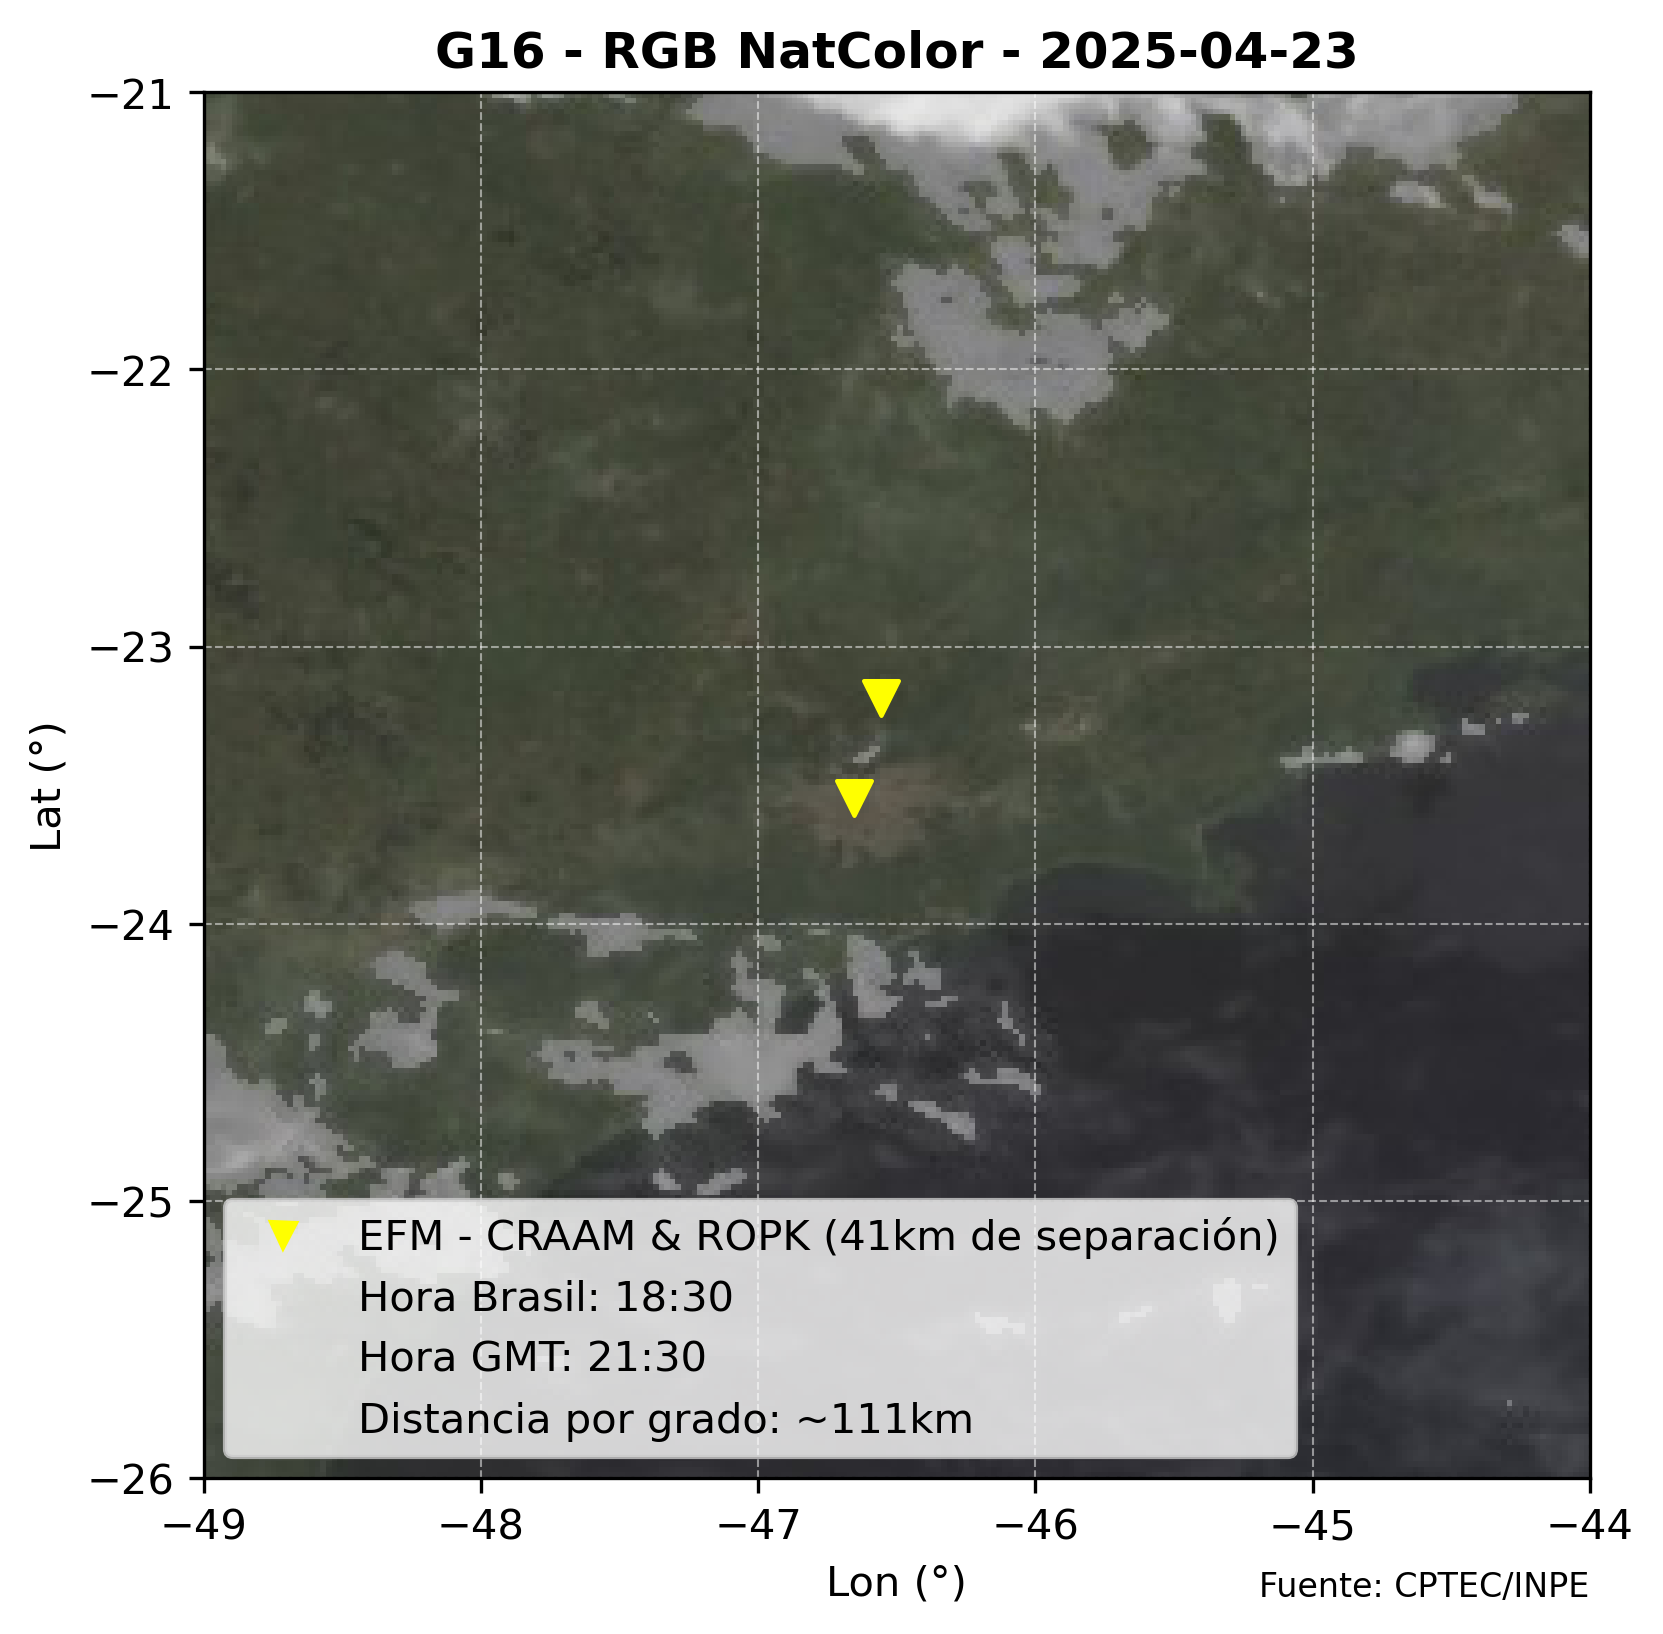 G16 - RGB NatColor - 2025-04-23
−21
−22
−23
−24
−25
−26
Lat (°)
EFM - CRAAM & ROPK (41km de separación)
Hora Brasil: 18:30
Hora GMT: 21:30
Distancia por grado: ~111km
−49 −48 −47 −46 −45 −44
Lon (°)
Fuente: CPTEC/INPE